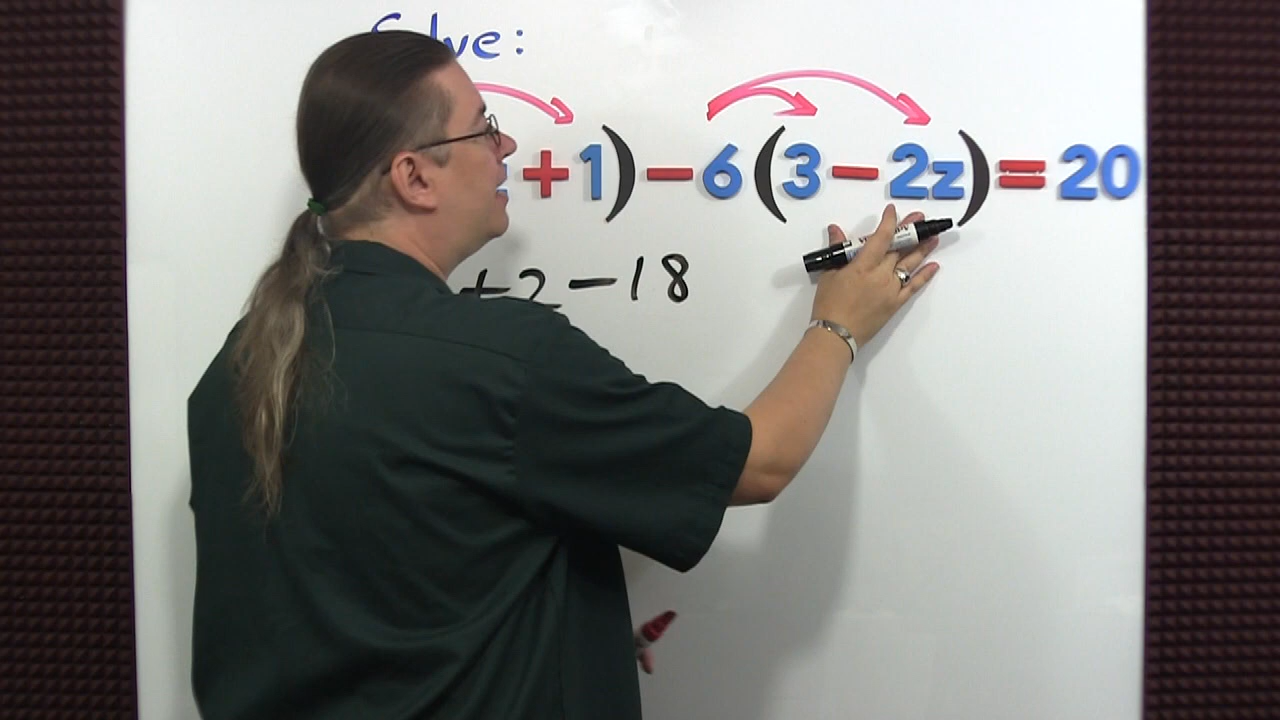 Solve:
+ 1) − 6(3 − 2z) = 20
+ 2 − 18